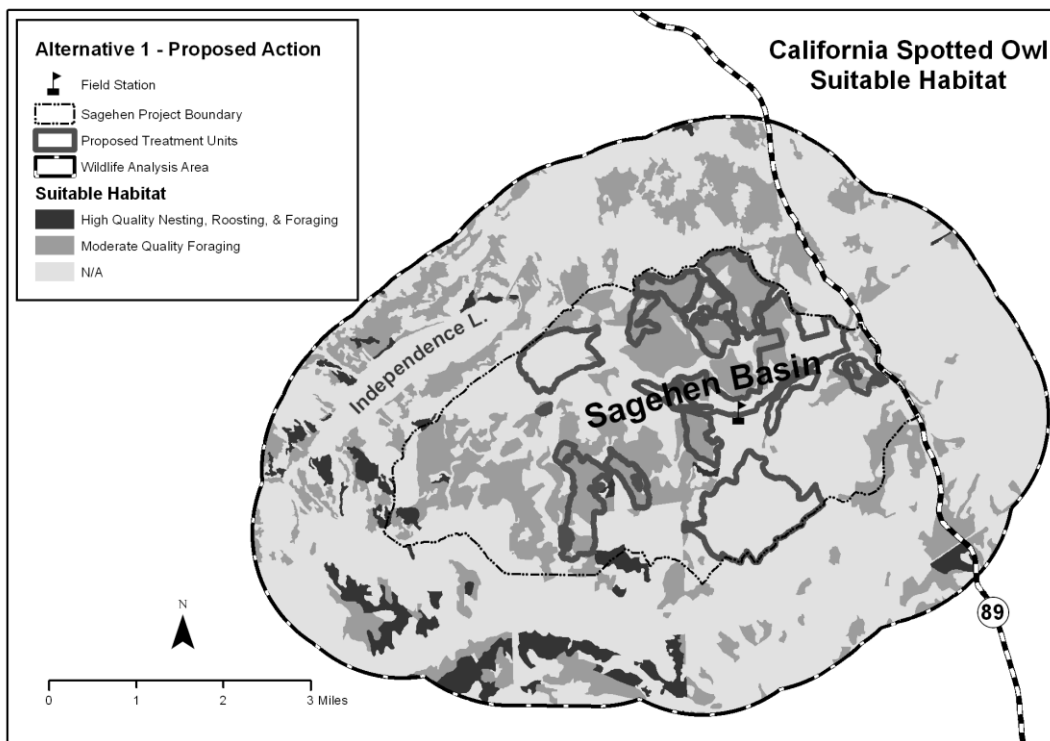 Alternative 1 - Proposed Action
Field Station
Sagehen Project Boundary
Proposed Treatment Units
Wildlife Analysis Area
Suitable Habitat
High Quality Nesting, Roosting, & Foraging
Moderate Quality Foraging
N/A
California Spotted Owl
Suitable Habitat
Independence L.
Sagehen Basin
89
N
0 1 2 3 Miles